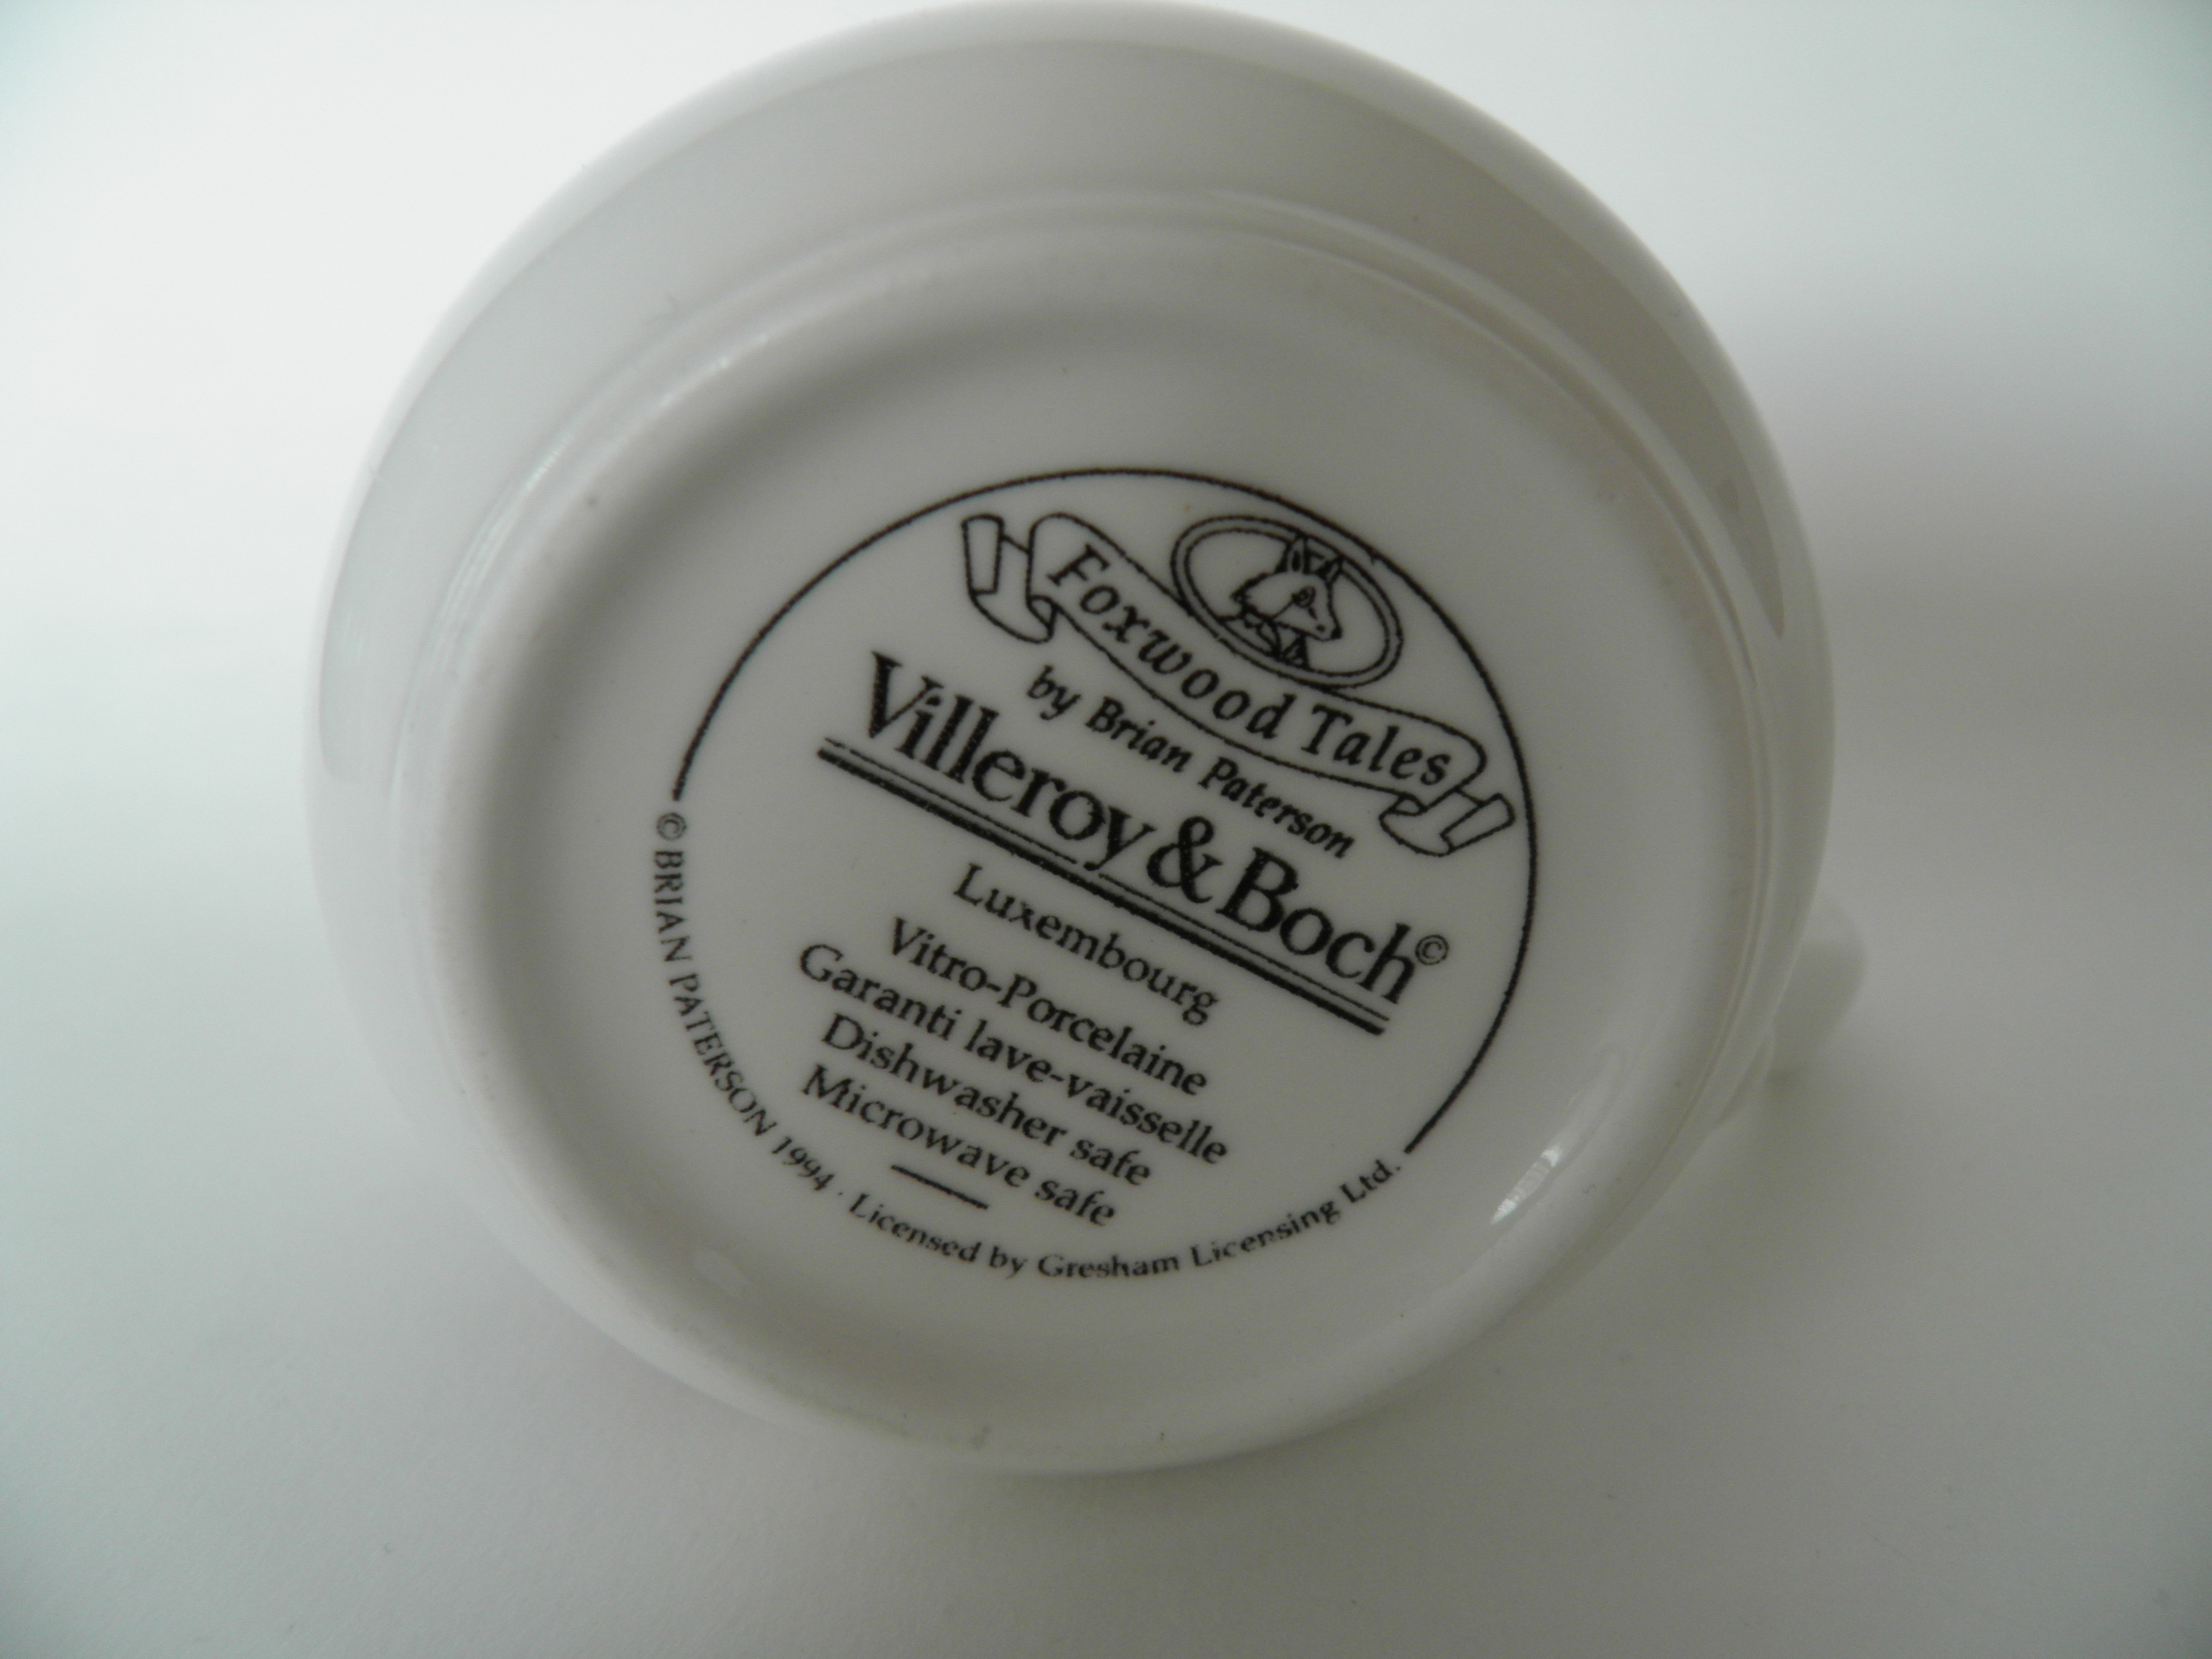 Foxwood Tales
by Brian Paterson
Villeroy & Boch©
Luxembourg
Vitro-Porcelaine
Garanti lave-vaisselle
Dishwasher safe
Microwave safe
© BRIAN PATERSON 1994 · Licensed by Gresham Licensing Ltd.